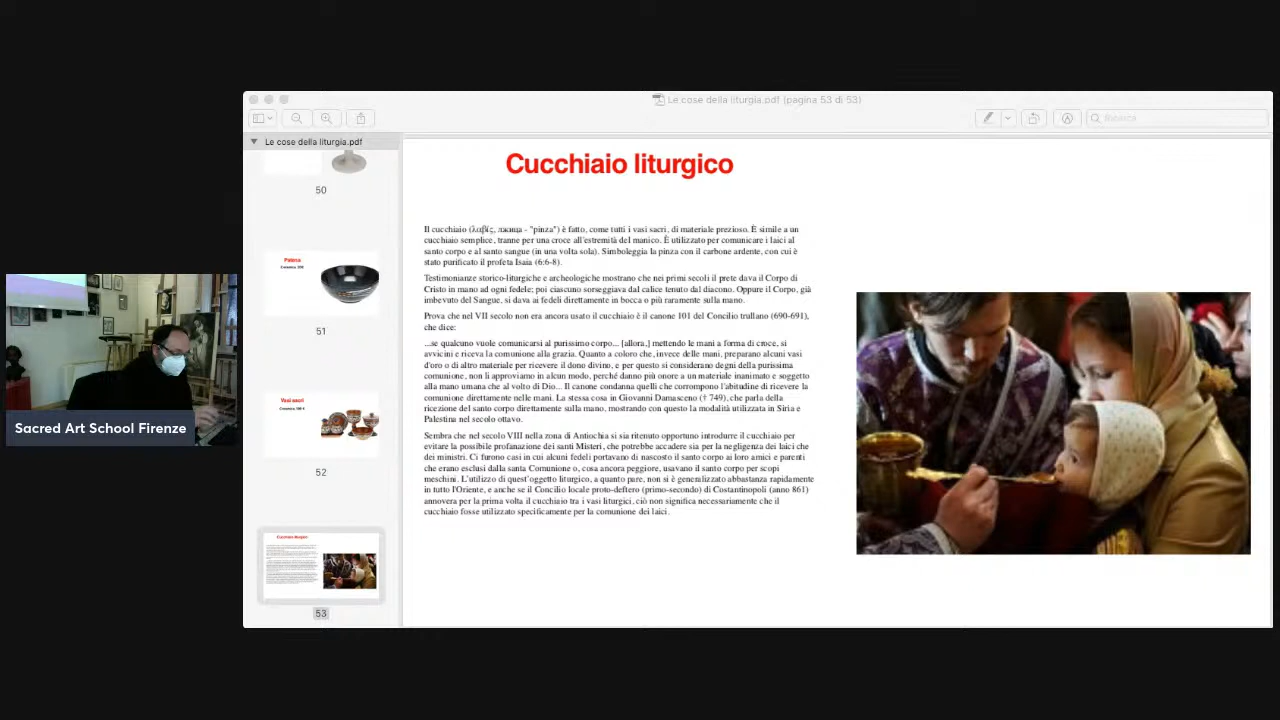 Le cose della liturgia.pdf (pagina 53 di 53)
Ricerca
Le cose della liturgia.pdf
50
Patena
51
Vasi sacri
52
Cucchiaio liturgico
53
Sacred Art School Firenze
Cucchiaio liturgico
Il cucchiaio (λαβίς, лжица - "pinza") è fatto, come tutti i vasi sacri, di materiale prezioso. È simile a un
cucchiaio semplice, tranne per una croce all'estremità del manico. È utilizzato per comunicare i laici al
santo corpo e al santo sangue (in una volta sola). Simboleggia la pinza con il carbone ardente, con cui è
stato purificato il profeta Isaia (6:6-8).
Testimonianze storico-liturgiche e archeologiche mostrano che nei primi secoli il prete dava il Corpo di
Cristo in mano ad ogni fedele; poi ciascuno sorseggiava dal calice tenuto dal diacono. Oppure il Corpo, già
imbevuto del Sangue, si dava ai fedeli direttamente in bocca o più raramente sulla mano.
Prova che nel VII secolo non era ancora usato il cucchiaio è il canone 101 del Concilio trullano (690-691),
che dice:
...se qualcuno vuole comunicarsi al purissimo corpo... [allora,] mettendo le mani a forma di croce, si
avvicini e riceva la comunione alla grazia. Quanto a coloro che, invece delle mani, preparano alcuni vasi
d'oro o di altro materiale per ricevere il dono divino, e per questo si considerano degni della purissima
comunione, non li approviamo in alcun modo, perché danno più onore a un materiale inanimato e soggetto
alla mano umana che al volto di Dio... Il canone condanna quelli che corrompono l'abitudine di ricevere la
comunione direttamente nelle mani. La stessa cosa in Giovanni Damasceno († 749), che parla della
ricezione del santo corpo direttamente sulla mano, mostrando con questo la modalità utilizzata in Siria e
Palestina nel secolo ottavo.
Sembra che nel secolo VIII nella zona di Antiochia si sia ritenuto opportuno introdurre il cucchiaio per
evitare la possibile profanazione dei santi Misteri, che potrebbe accadere sia per la negligenza dei laici che
dei ministri. Ci furono casi in cui alcuni fedeli portavano di nascosto il santo corpo ai loro amici e parenti
che erano esclusi dalla santa Comunione o, cosa ancora peggiore, usavano il santo corpo per scopi
meschini. L'utilizzo di quest'oggetto liturgico, a quanto pare, non si è generalizzato abbastanza rapidamente
in tutto l'Oriente, e anche se il Concilio locale proto-deftero (primo-secondo) di Costantinopoli (anno 861)
annovera per la prima volta il cucchiaio tra i vasi liturgici, ciò non significa necessariamente che il
cucchiaio fosse utilizzato specificamente per la comunione dei laici.